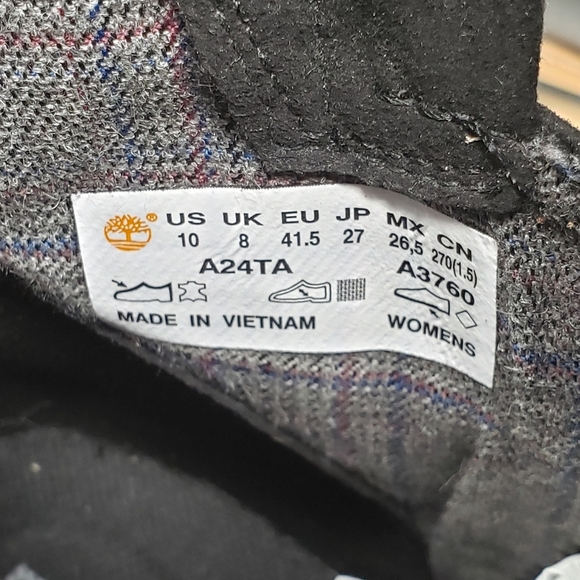 ® US UK EU JP MX CN
10 8 41.5 27 26,5 270(1.5)
A24TA A3760
MADE IN VIETNAM WOMENS